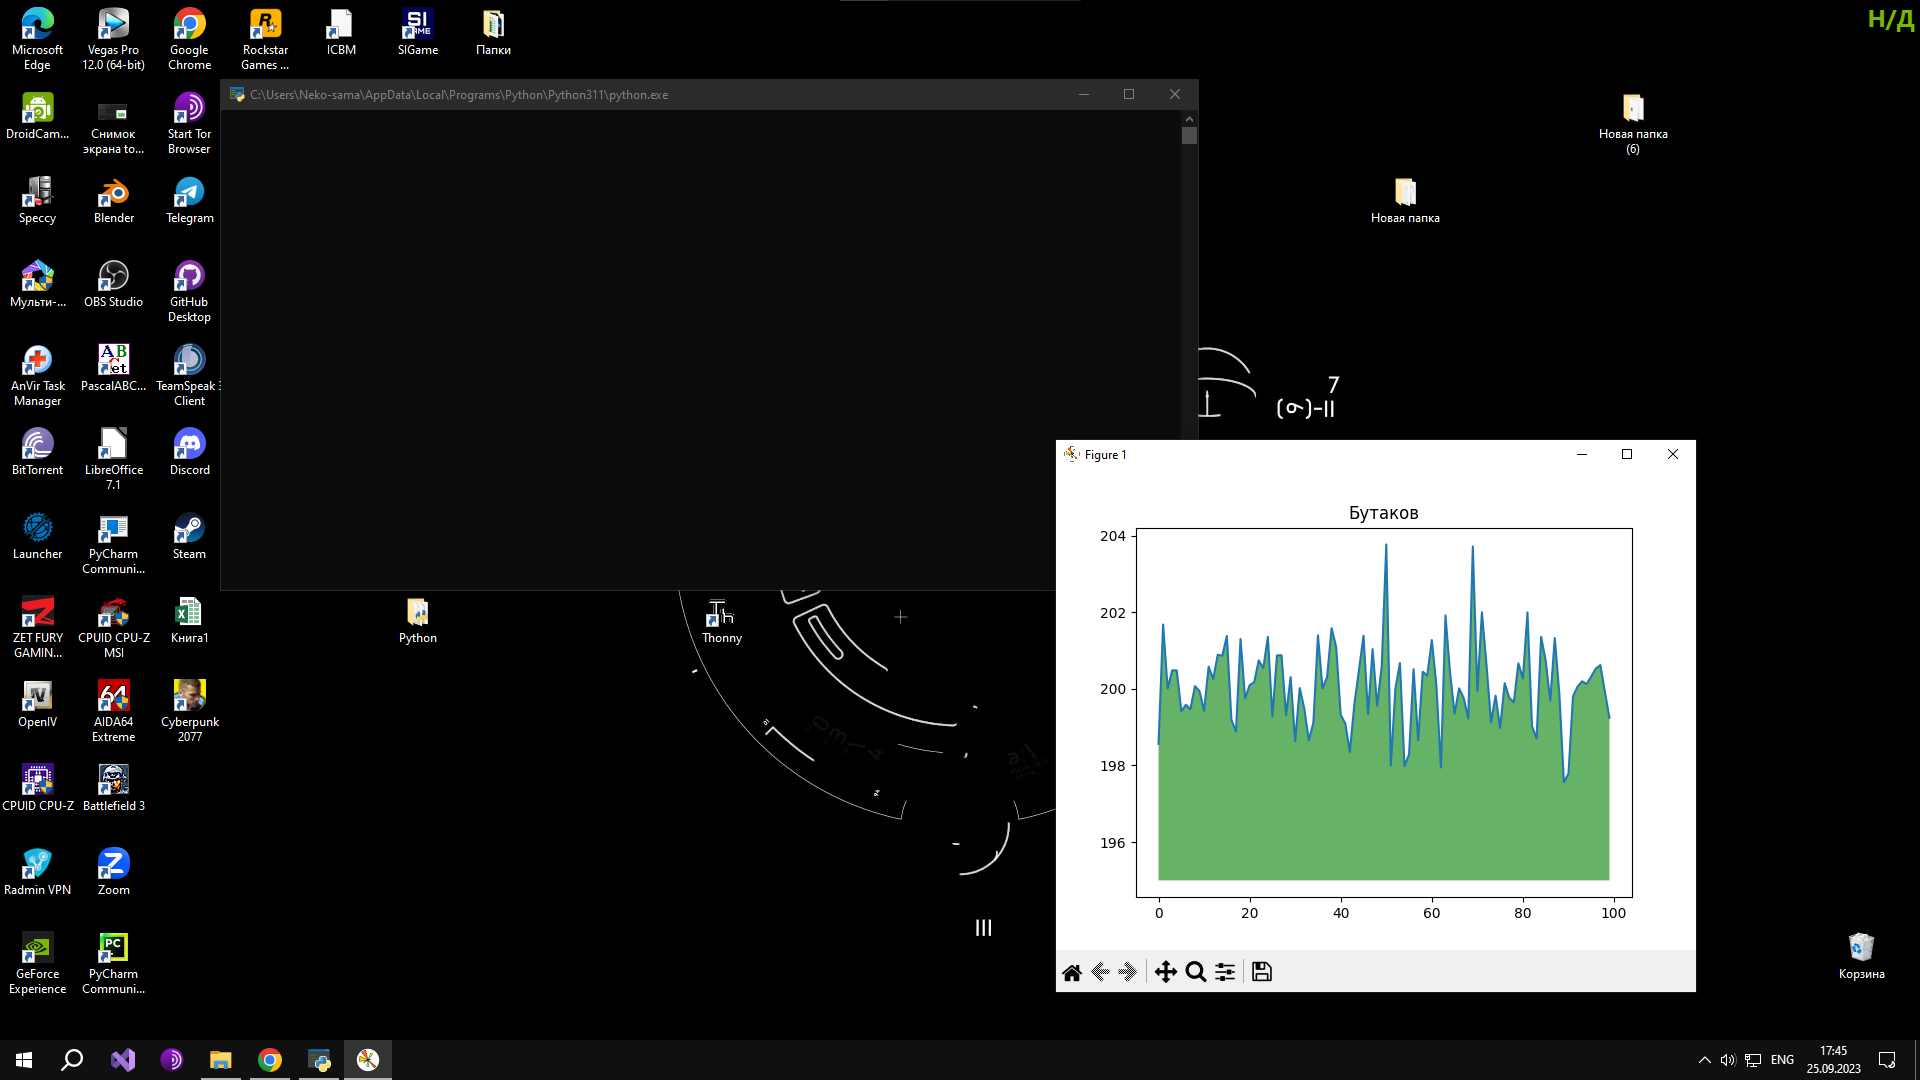 Microsoft
Edge
Vegas Pro
12.0 (64-bit)
Google
Chrome
Rockstar
Games ...
ICBM
SIGame
Папки
Н/Д
C:\Users\Neko-sama\AppData\Local\Programs\Python\Python311\python.exe
DroidCam...
Снимок
экрана to...
Start Tor
Browser
Новая папка
(6)
Speccy
Blender
Telegram
Новая папка
Мульти-...
OBS Studio
GitHub
Desktop
AnVir Task
Manager
PascalABC...
TeamSpeak 3
Client
7
BitTorrent
LibreOffice
7.1
Discord
Figure 1
Бутаков
204
202
200
198
196
0 20 40 60 80 100
Launcher
PyCharm
Communi...
Steam
ZET FURY
GAMIN...
CPUID CPU-Z
MSI
Книга1
Python
Thonny
OpenIV
AIDA64
Extreme
Cyberpunk
2077
CPUID CPU-Z
Battlefield 3
Radmin VPN
Zoom
III
GeForce
Experience
PyCharm
Communi...
Корзина
ENG
17:45
25.09.2023